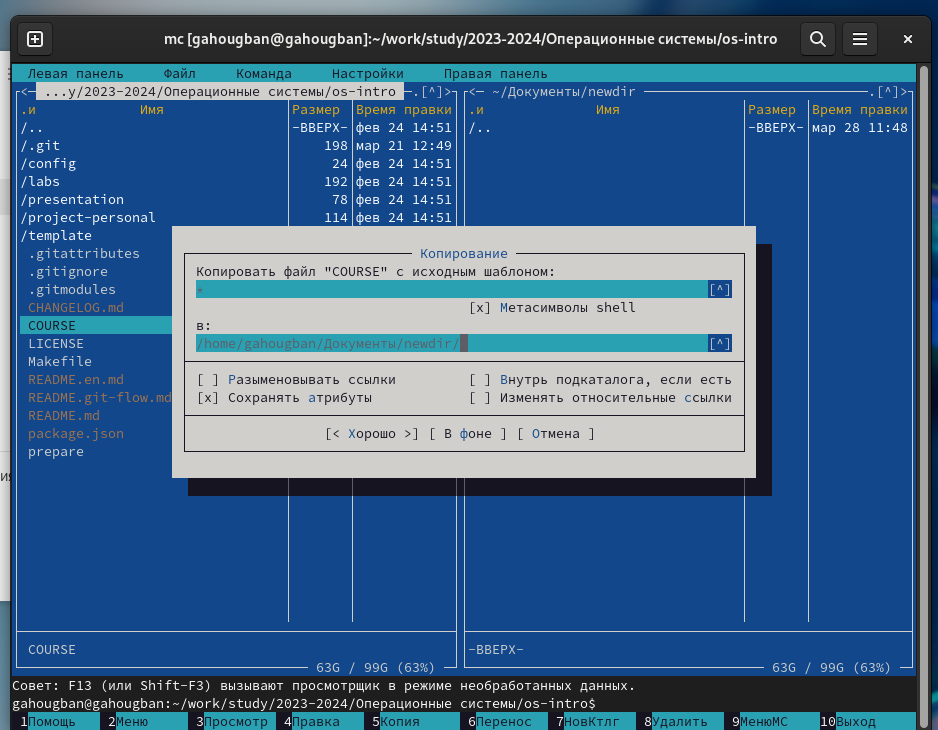 mc [gahougban@gahougban]:~/work/study/2023-2024/Операционные системы/os-intro
Левая панель Файл Команда Настройки Правая панель
<─ ...y/2023-2024/Операционные системы/os-intro ─.[^]> <─ ~/Документы/newdir ─.[^]>
.и Имя Размер Время правки .и Имя Размер Время правки
/.. -ВВЕРХ- фев 24 14:51 /.. -ВВЕРХ- мар 28 11:48
/.git 198 мар 21 12:49
/config 24 фев 24 14:51
/labs 192 фев 24 14:51
/presentation 78 фев 24 14:51
/project-personal 114 фев 24 14:51
/template
.gitattributes
.gitignore
.gitmodules
CHANGELOG.md
COURSE
LICENSE
Makefile
README.en.md
README.git-flow.md
README.md
package.json
prepare
Копирование
Копировать файл "COURSE" с исходным шаблоном:
* [^]
[x] Метасимволы shell
в:
/home/gahougban/Документы/newdir/ [^]
[ ] Разыменовывать ссылки [ ] Внутрь подкаталога, если есть
[x] Сохранять атрибуты [ ] Изменять относительные ссылки
[< Хорошо >] [ В фоне ] [ Отмена ]
COURSE -ВВЕРХ-
63G / 99G (63%) 63G / 99G (63%)
Совет: F13 (или Shift-F3) вызывают просмотрщик в режиме необработанных данных.
gahougban@gahougban:~/work/study/2023-2024/Операционные системы/os-intro$
1Помощь 2Меню 3Просмотр 4Правка 5Копия 6Перенос 7НовКтлг 8Удалить 9МенюMC 10Выход